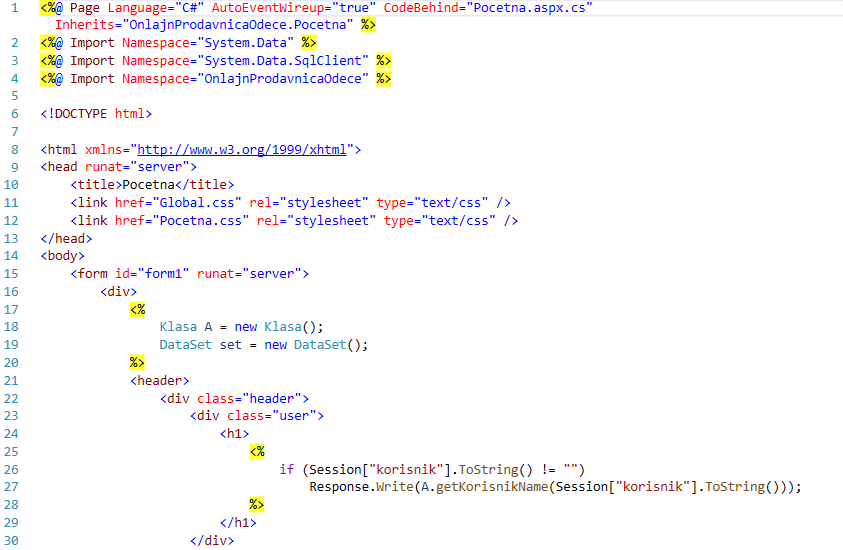 1 <%@ Page Language="C#" AutoEventWireup="true" CodeBehind="Pocetna.aspx.cs"
Inherits="OnlajnProdavnicaOdece.Pocetna" %>
2 <%@ Import Namespace="System.Data" %>
3 <%@ Import Namespace="System.Data.SqlClient" %>
4 <%@ Import Namespace="OnlajnProdavnicaOdece" %>
5
6 <!DOCTYPE html>
7
8 <html xmlns="http://www.w3.org/1999/xhtml">
9 <head runat="server">
10 <title>Pocetna</title>
11 <link href="Global.css" rel="stylesheet" type="text/css" />
12 <link href="Pocetna.css" rel="stylesheet" type="text/css" />
13 </head>
14 <body>
15 <form id="form1" runat="server">
16 <div>
17 <%
18 Klasa A = new Klasa();
19 DataSet set = new DataSet();
20 %>
21 <header>
22 <div class="header">
23 <div class="user">
24 <h1>
25 <%
26 if (Session["korisnik"].ToString() != "")
27 Response.Write(A.getKorisnikName(Session["korisnik"].ToString()));
28 %>
29 </h1>
30 </div>